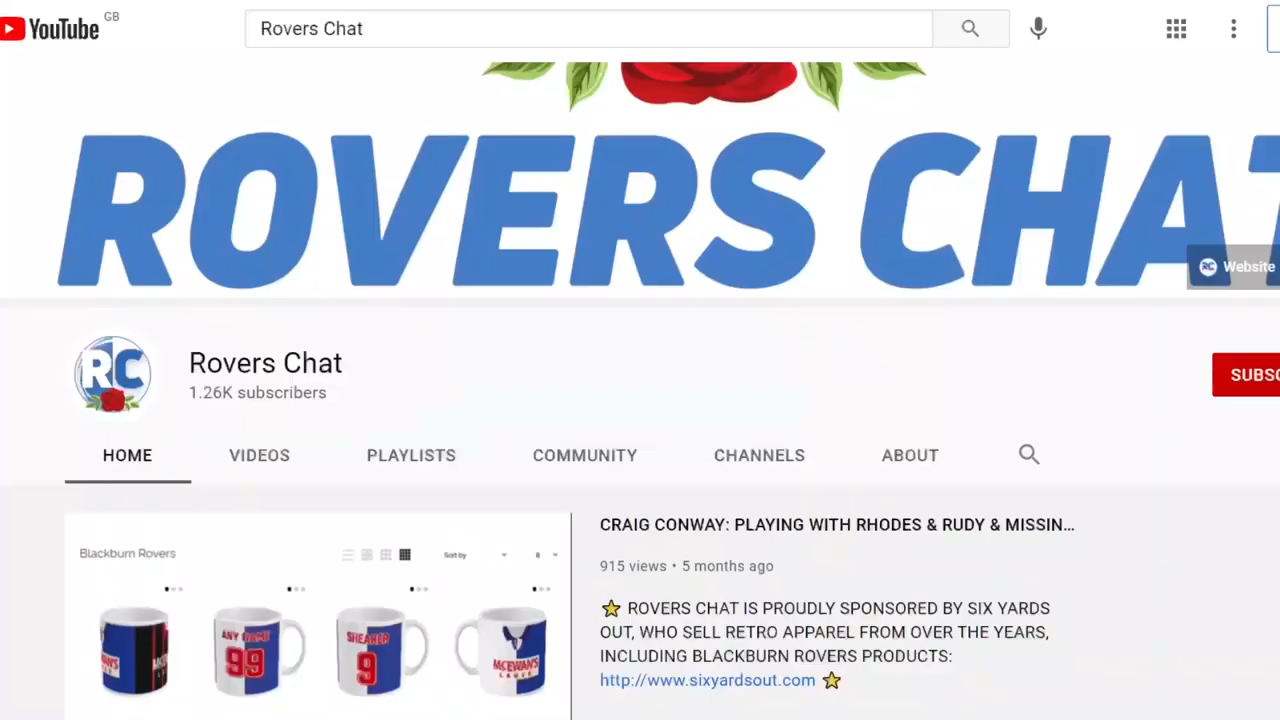 YouTube GB
Rovers Chat
ROVERS CHAT
Website
RC
Rovers Chat
1.26K subscribers
SUBSC
HOME VIDEOS PLAYLISTS COMMUNITY CHANNELS ABOUT
CRAIG CONWAY: PLAYING WITH RHODES & RUDY & MISSIN...
915 views • 5 months ago
Blackburn Rovers
Sort by
8
ANY NAME
99
SHEARER
9
McEWAN'S
LAGER
⭐ ROVERS CHAT IS PROUDLY SPONSORED BY SIX YARDS
OUT, WHO SELL RETRO APPAREL FROM OVER THE YEARS,
INCLUDING BLACKBURN ROVERS PRODUCTS:
http://www.sixyardsout.com ⭐